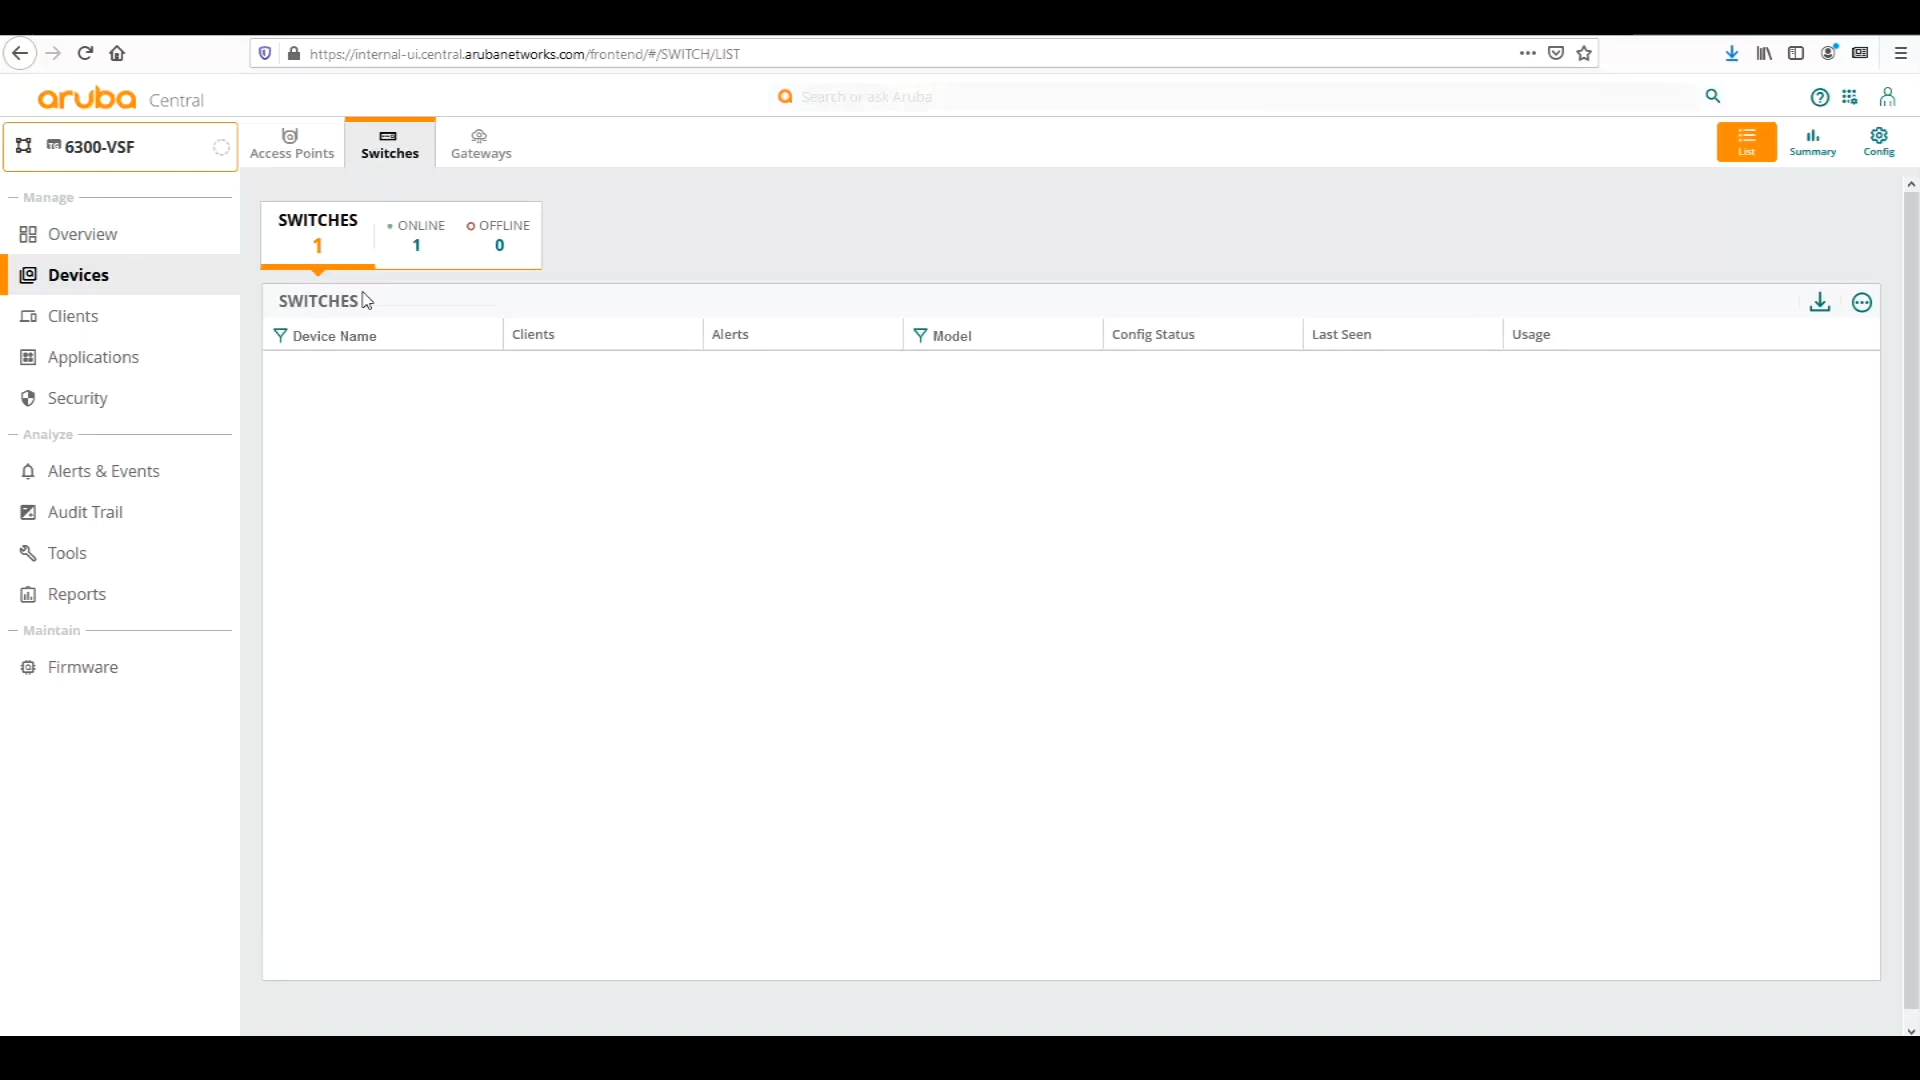 https://internal-ui.central.arubanetworks.com/frontend/#/SWITCH/LIST
aruba Central
Search or ask Aruba
6300-VSF
Access Points
Switches
Gateways
List
Summary
Config
Manage
Overview
Devices
Clients
Applications
Security
Analyze
Alerts & Events
Audit Trail
Tools
Reports
Maintain
Firmware
SWITCHES
1
ONLINE
1
OFFLINE
0
SWITCHES
Device Name
Clients
Alerts
Model
Config Status
Last Seen
Usage